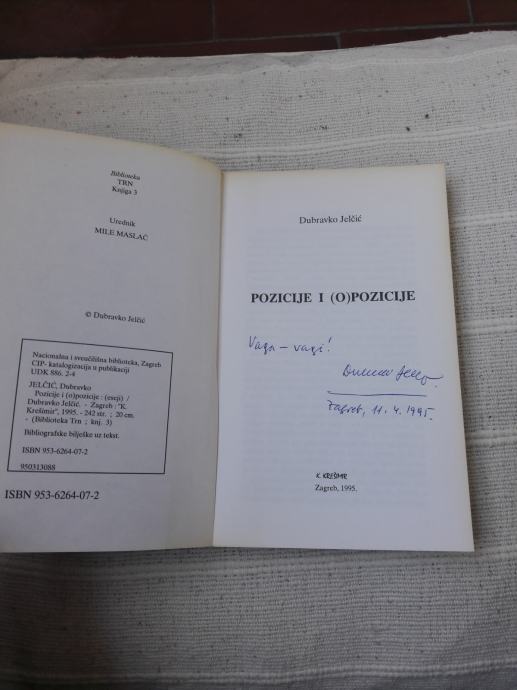 Biblioteka
TRN
Knjiga 3
Urednik
MILE MASLAĆ
© Dubravko Jelčić
Nacionalna i sveučilišna biblioteka, Zagreb
CIP- katalogizacija u publikaciji
UDK 886. 2-4
JELČIĆ, Dubravko
Pozicije i (o)pozicije : (eseji) /
Dubravko Jelčić. - Zagreb : "K.
Krešimir", 1995. - 242 str. ; 20 cm.
- (Biblioteka Trn ; knj. 3)
Bibliografske bilješke uz tekst.
ISBN 953-6264-07-2
950313088
ISBN 953-6264-07-2
Dubravko Jelčić
POZICIJE I (O)POZICIJE
Vaga - vagi!
Zagreb, 11. 4. 1995.
K. KREŠIMIR
Zagreb, 1995.